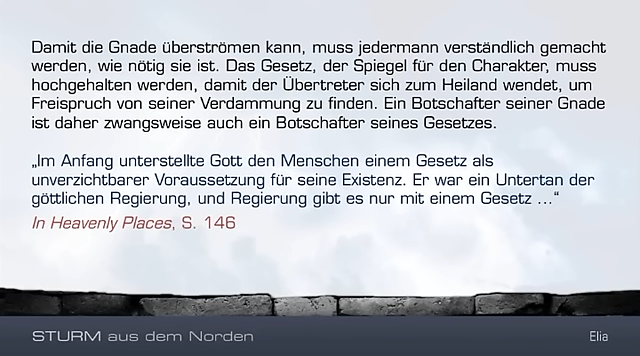 Damit die Gnade überströmen kann, muss jedermann verständlich gemacht
werden, wie nötig sie ist. Das Gesetz, der Spiegel für den Charakter, muss
hochgehalten werden, damit der Übertreter sich zum Heiland wendet, um
Freispruch von seiner Verdammung zu finden. Ein Botschafter seiner Gnade
ist daher zwangsweise auch ein Botschafter seines Gesetzes.
„Im Anfang unterstellte Gott den Menschen einem Gesetz als
unverzichtbarer Voraussetzung für seine Existenz. Er war ein Untertan der
göttlichen Regierung, und Regierung gibt es nur mit einem Gesetz ...“
In Heavenly Places, S. 146
STURM aus dem Norden
Elia